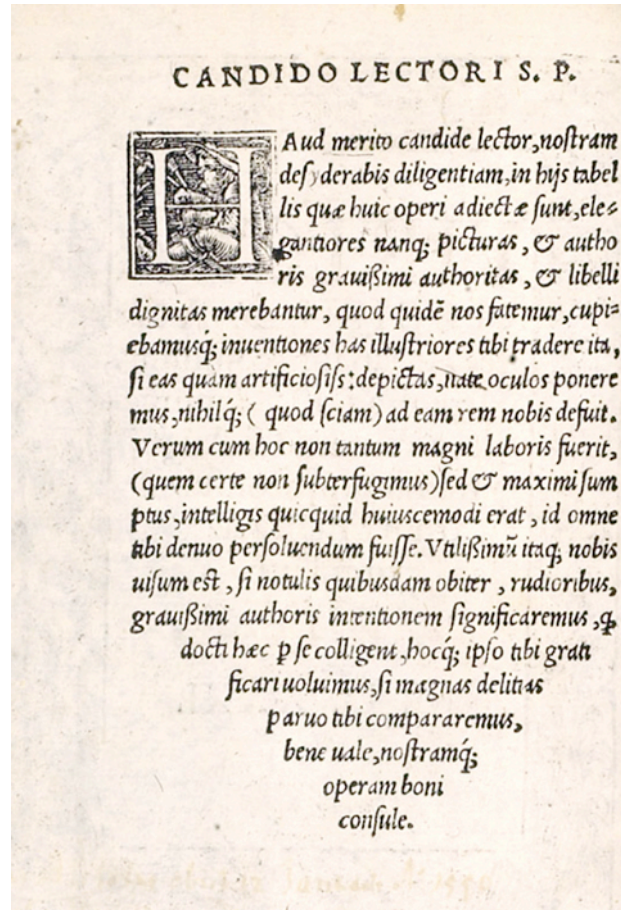 CANDIDO LECTORI S. P.
HAud merito candide lector, noſtram
deſyderabis diligentiam, in hijs tabel
lis quæ huic operi adiectæ ſunt, ele⸗
gantiores nanq; picturas, & autho
ris grauißimi authoritas, & libelli
dignitas merebantur, quod quidẽ nos fatemur, cupi⸗
ebamusq́; inuentiones has illuſtriores tibi tradere ita,
ſi eas quàm artificioſiſs: depictas, nate oculos ponere
mus, nihilq́; ( quod ſciam) ad eam rem nobis defuit.
Verum cum hoc non tantum magni laboris fuerit,
(quem certe non ſubterfugimus) ſed & maximi ſum
ptus, intelligis quicquid huiuscemodi erat, id omne
tibi denuo perſoluendum fuiſſe. Vtilißimũ itaq; nobis
uiſum eſt, ſi notulis quibusdam obiter, rudioribus,
grauißimi authoris intentionem ſignificaremus, ꝙ
docti hæc ꝑ ſe colligent, hocq́; ipſo tibi grati
ficari uoluimus, ſi magnas delitias
paruo tibi compararemus,
bene uale, noſtramq́;
operam boni
conſule.